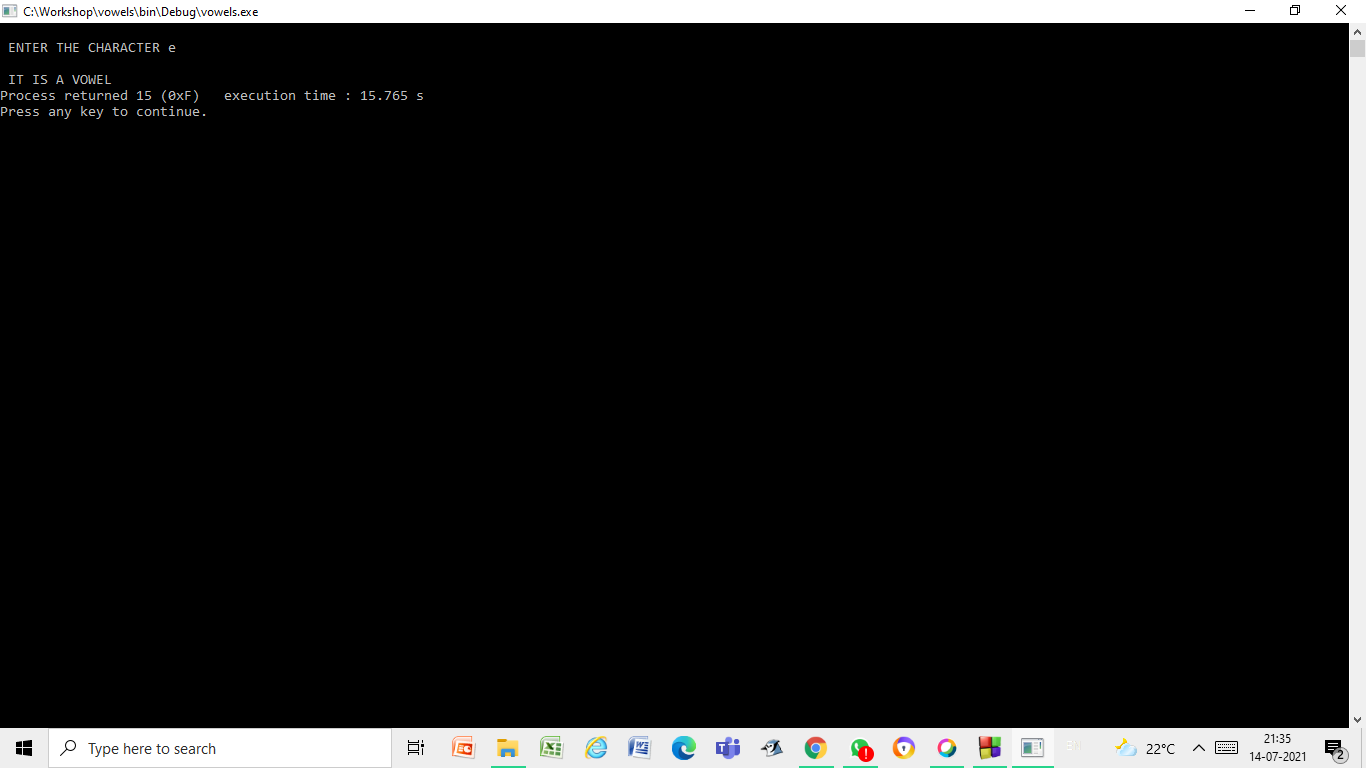 C:\Workshop\vowels\bin\Debug\vowels.exe
ENTER THE CHARACTER e
IT IS A VOWEL
Process returned 15 (0xF)   execution time : 15.765 s
Press any key to continue.
Type here to search
22°C
21:35
14-07-2021
2